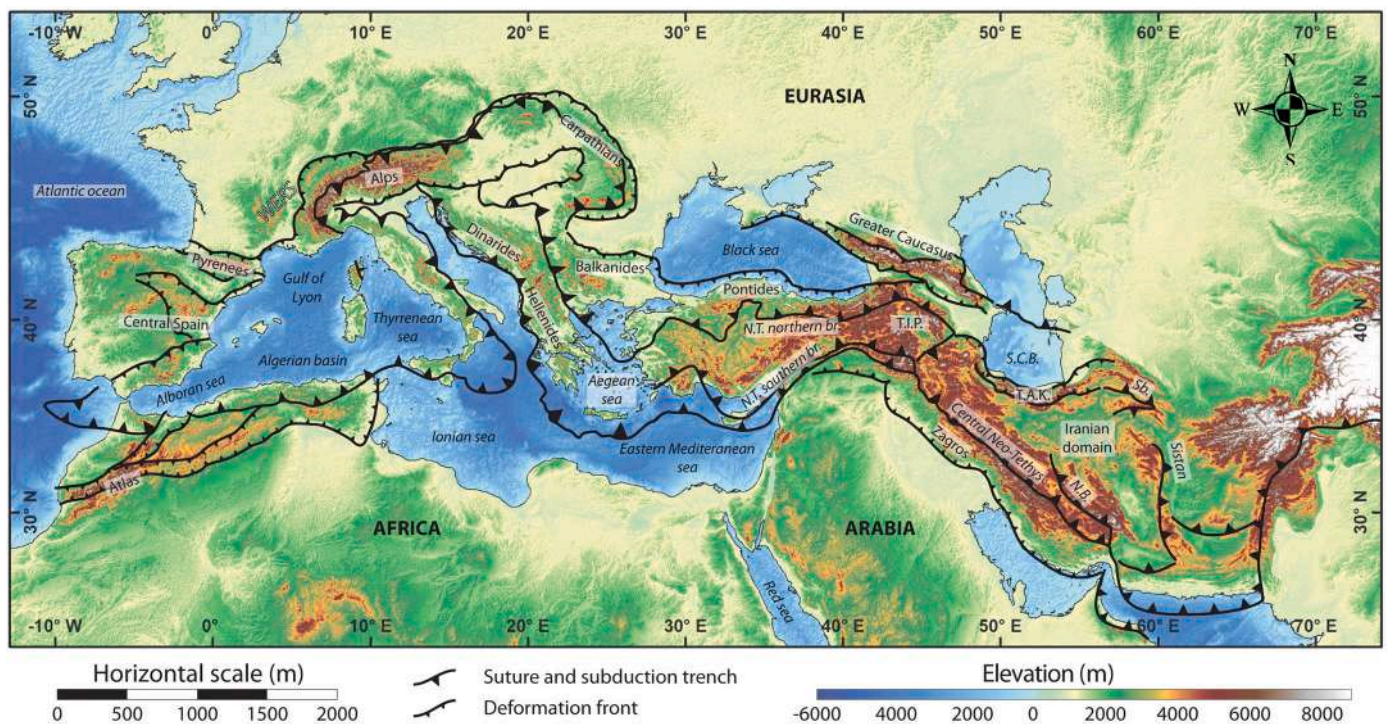 -10° W 0° 10° E 20° E 30° E 40° E 50° E 60° E 70° E
50° N
50° N
EURASIA
N
W E
S
Carpathians
Atlantic ocean
Alps
Greater Caucasus
Dinarides
Black sea
Pyrenees
Gulf of
Lyon
Balkanides
Pontides
40° N
40° N
Central Spain
Thyrrenean
sea
Hellenides
N.T. northern br.
T.I.P.
S.C.B.
Algerian basin
N.T. southern br.
Alboran sea
Aegean
sea
T.A.K.
Sb.
Iranian
domain
Ionian sea
Eastern Mediteranean
sea
Zagros
Central Neo-Tethys
Sistan
N.B.
Atlas
30° N
30° N
AFRICA
ARABIA
Red sea
-10° W 0° 10° E 20° E 30° E 40° E 50° E 60° E 70° E
Horizontal scale (m)
0 500 1000 1500 2000
Suture and subduction trench
Deformation front
Elevation (m)
-6000 4000 2000 0 2000 4000 6000 8000